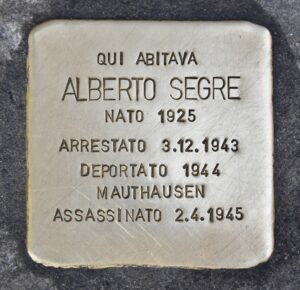 QUI ABITAVA
ALBERTO SEGRE
NATO 1925
ARRESTATO 3.12.1943
DEPORTATO 1944
MAUTHAUSEN
ASSASSINATO 2.4.1945